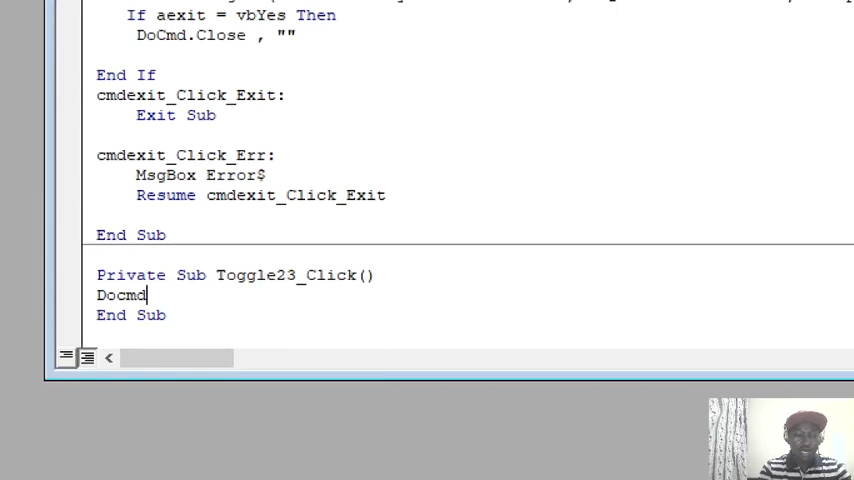 If aexit = vbYes Then
DoCmd.Close , ""
End If
cmdexit_Click_Exit:
Exit Sub
cmdexit_Click_Err:
MsgBox Error$
Resume cmdexit_Click_Exit
End Sub
Private Sub Toggle23_Click()
Docmd
End Sub